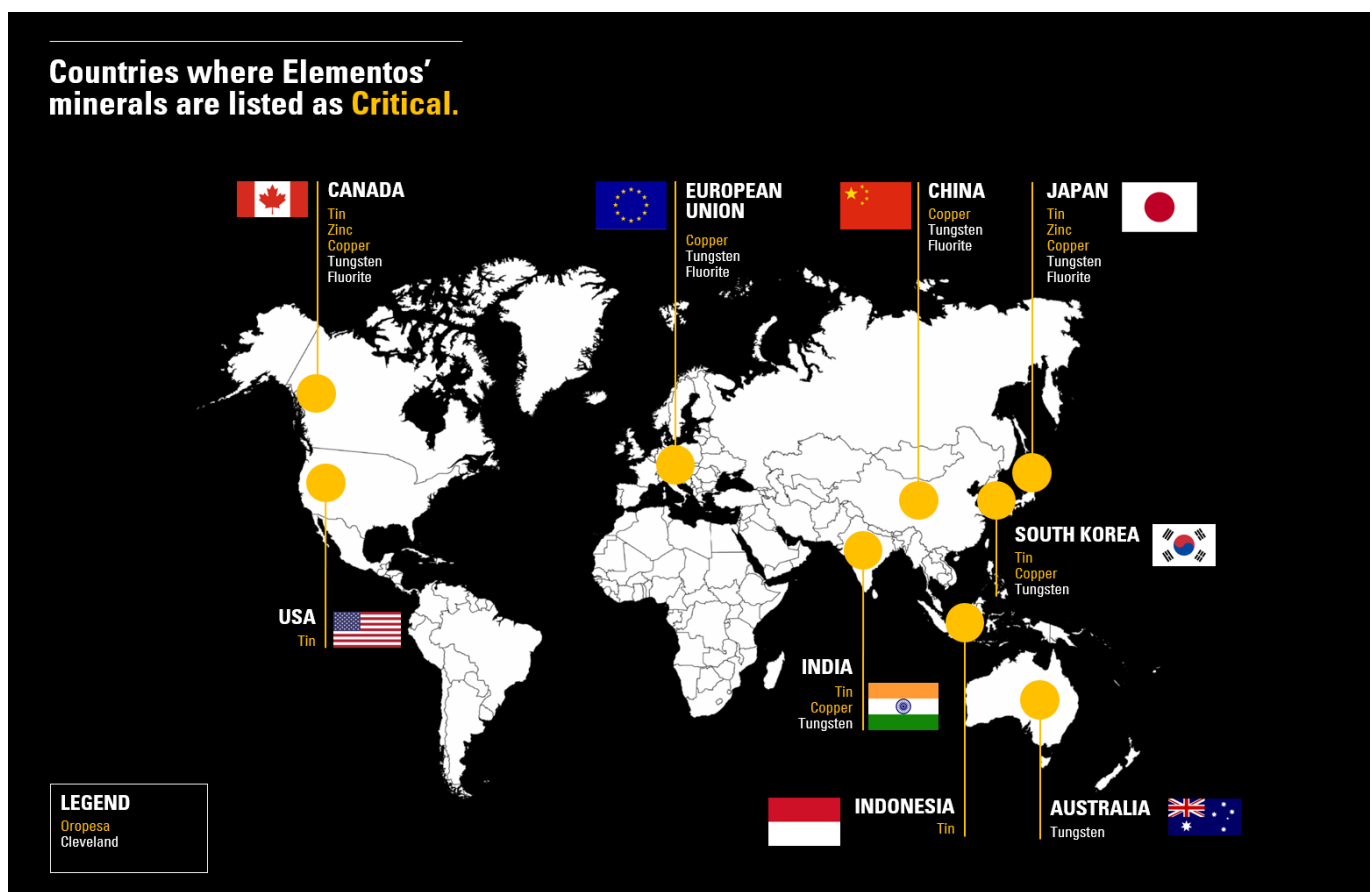 Countries where Elementos’
minerals are listed as Critical.
CANADA
Tin
Zinc
Copper
Tungsten
Fluorite
EUROPEAN
UNION
Copper
Tungsten
Fluorite
CHINA
Copper
Tungsten
Fluorite
JAPAN
Tin
Zinc
Copper
Tungsten
Fluorite
SOUTH KOREA
Tin
Copper
Tungsten
USA
Tin
INDIA
Tin
Copper
Tungsten
INDONESIA
Tin
AUSTRALIA
Tungsten
LEGEND
Oropesa
Cleveland